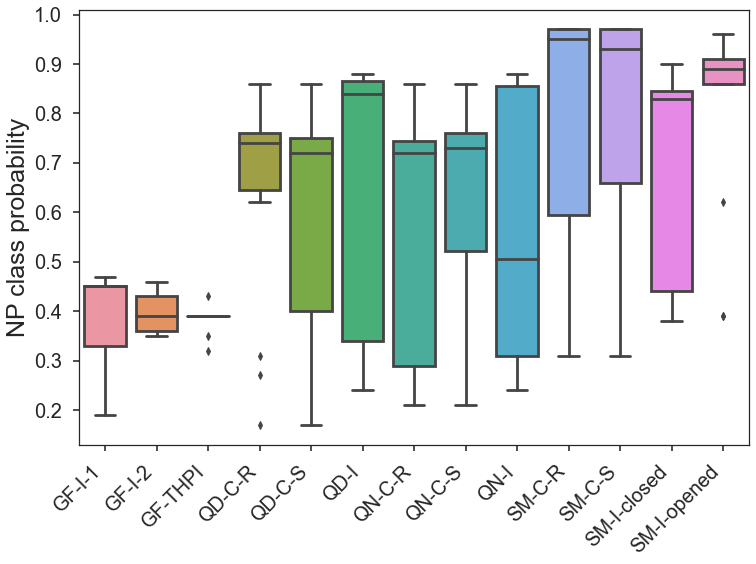 NP class probability
1.0
0.9
0.8
0.7
0.6
0.5
0.4
0.3
0.2
GF-I-1
GF-I-2
GF-THPI
QD-C-R
QD-C-S
QD-I
QN-C-R
QN-C-S
QN-I
SM-C-R
SM-C-S
SM-I-closed
SM-I-opened